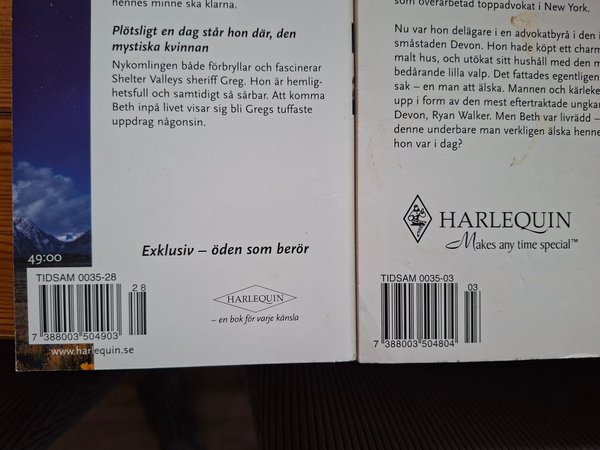 hennes minne ska klarna.
Plötsligt en dag står hon där, den
mystiska kvinnan
Nykomlingen både förbryllar och fascinerar
Shelter Valleys sheriff Greg. Hon är hemlig-
hetsfull och samtidigt så sårbar. Att komma
Beth inpå livet visar sig bli Gregs tuffaste
uppdrag någonsin.
Exklusiv – öden som berör
49:00
TIDSAM 0035-28
28
7 388003 504903
www.harlequin.se
HARLEQUIN
– en bok för varje känsla
som överarbetad toppadvokat i New York.
Nu var hon delägare i en advokatbyrå i den i
småstaden Devon. Hon hade köpt ett charm
malt hus, och utökat sitt hushåll med den m
bedårande lilla valp. Det fattades egentligen
sak – en man att älska. Mannen och kärleke
upp i form av den mest eftertraktade ungkar
Devon, Ryan Walker. Men Beth var livrädd –
denne underbare man verkligen älska henne
hon var i dag?
HARLEQUIN
Makes any time special™
TIDSAM 0035-03
03
7 388003 504804